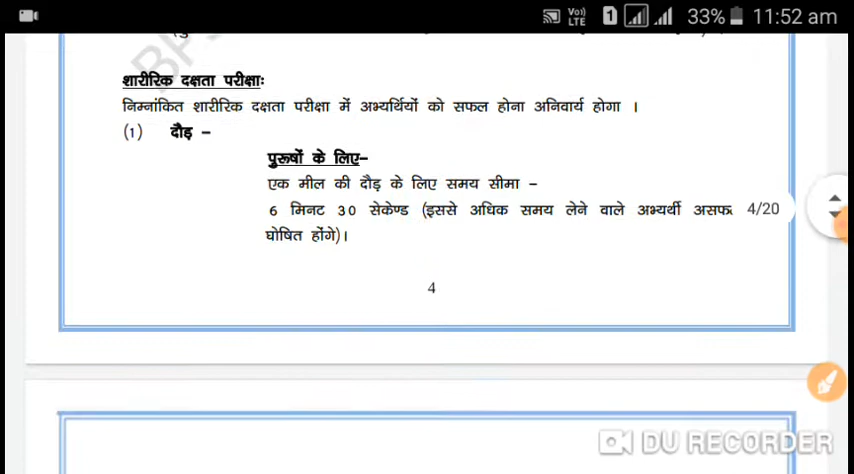 33% 11:52 am
शारीरिक दक्षता परीक्षाः
निम्नांकित शारीरिक दक्षता परीक्षा में अभ्यर्थियों को सफल होना अनिवार्य होगा ।
(1) दौड़ –
पुरूषों के लिए–
एक मील की दौड़ के लिए समय सीमा –
6 मिनट 30 सेकेण्ड (इससे अधिक समय लेने वाले अभ्यर्थी 4/20
घोषित होंगे)।
4
DU RECORDER